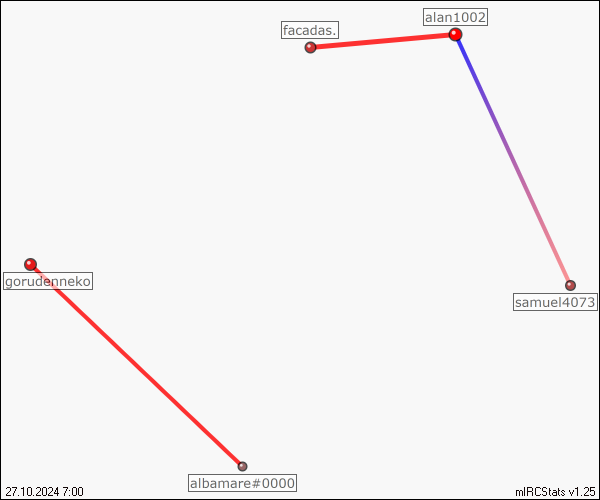 alan1002
facadas.
gorudenneko
samuel4073
albamare#0000
27.10.2024 7:00
mIRCStats v1.25